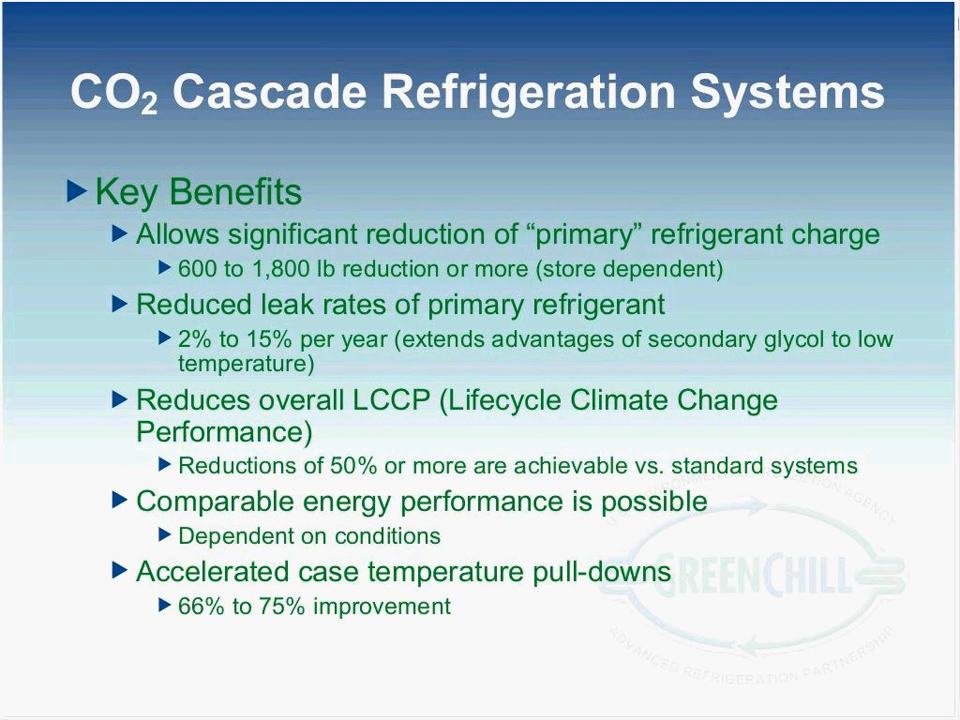 CO₂ Cascade Refrigeration Systems
Key Benefits
Allows significant reduction of “primary” refrigerant charge
600 to 1,800 lb reduction or more (store dependent)
Reduced leak rates of primary refrigerant
2% to 15% per year (extends advantages of secondary glycol to low
temperature)
Reduces overall LCCP (Lifecycle Climate Change
Performance)
Reductions of 50% or more are achievable vs. standard systems
Comparable energy performance is possible
Dependent on conditions
Accelerated case temperature pull-downs
66% to 75% improvement
GREENCHILL
ADVANCED REFRIGERATION PARTNERSHIP